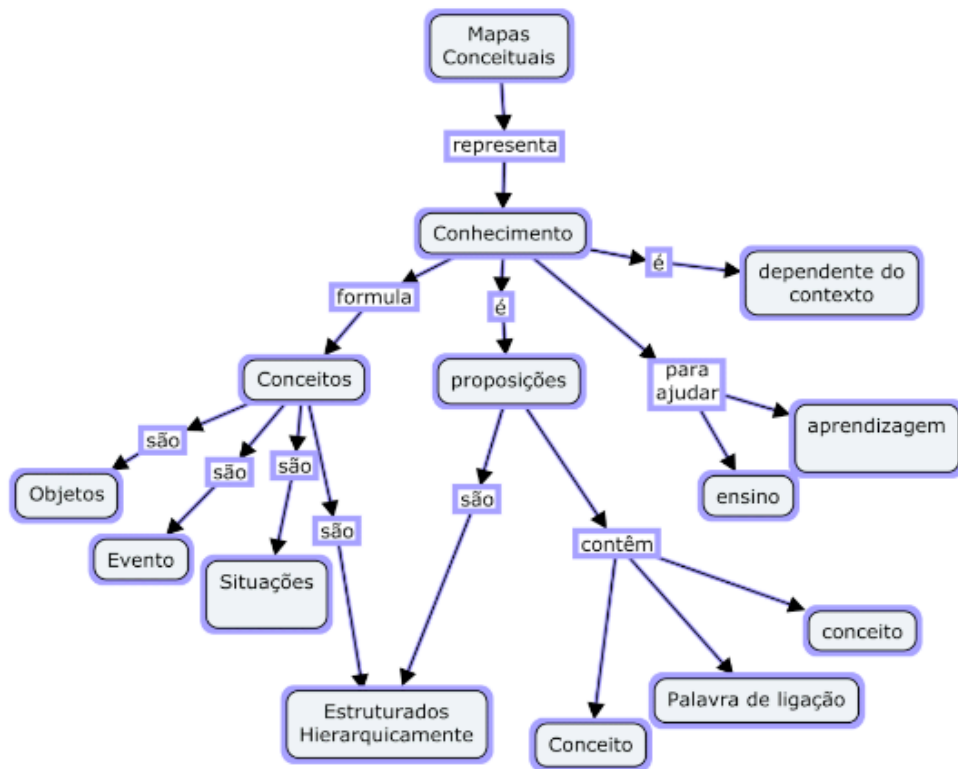 Mapas
Conceituais
representa
Conhecimento
é
dependente do
contexto
formula
é
para
ajudar
Conceitos
proposições
aprendizagem
são
são
são
são
são
ensino
Objetos
Evento
Situações
contêm
conceito
Estruturados
Hierarquicamente
Palavra de ligação
Conceito